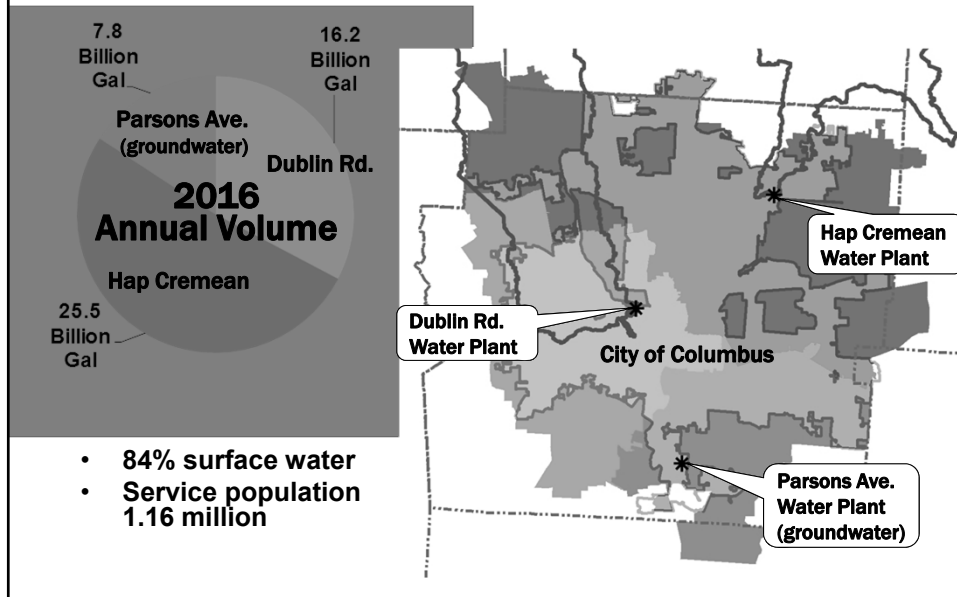 7.8
Billion
Gal
16.2
Billion
Gal
Parsons Ave.
(groundwater)
Dublin Rd.
2016
Annual Volume
Hap Cremean
25.5
Billion
Gal
• 84% surface water
• Service population
1.16 million
Hap Cremean
Water Plant
Dublin Rd.
Water Plant
City of Columbus
Parsons Ave.
Water Plant
(groundwater)